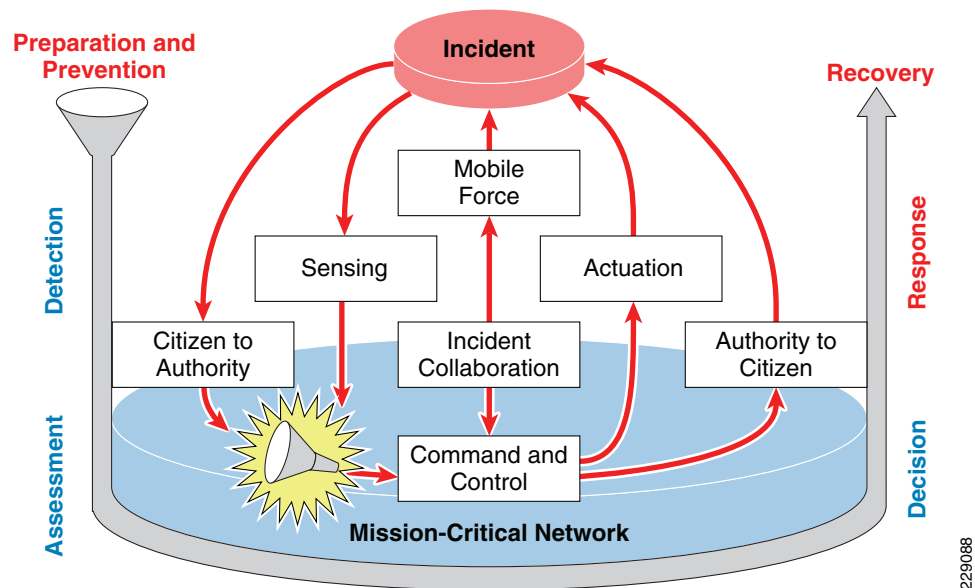 Preparation and
Prevention
Incident
Recovery
Mobile
Force
Detection
Sensing
Actuation
Response
Citizen to
Authority
Incident
Collaboration
Authority to
Citizen
Assessment
Command and
Control
Decision
Mission-Critical Network
229088